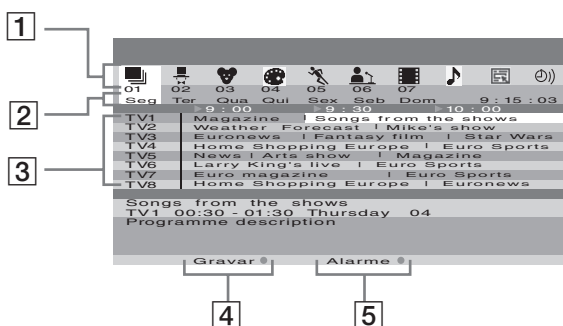 1
01 02 03 04 05 06 07
2
Seg Ter Qua Qui Sex Seb Dom 9 : 15 : 03
9 : 00 9 : 30 10 : 00
3
TV1 Magazine Songs from the shows
TV2 Weather Forecast Mike's show
TV3 Euronews Fantasy film Star Wars
TV4 Home Shopping Europe Euro Sports
TV5 News Arts show Magazine
TV6 Larry King's live Euro Sports
TV7 Euro magazine Euro Sports
TV8 Home Shopping Europe Euronews
Songs from the shows
TV1 00:30 - 01:30 Thursday 04
Programme description
Gravar Alarme
4 5